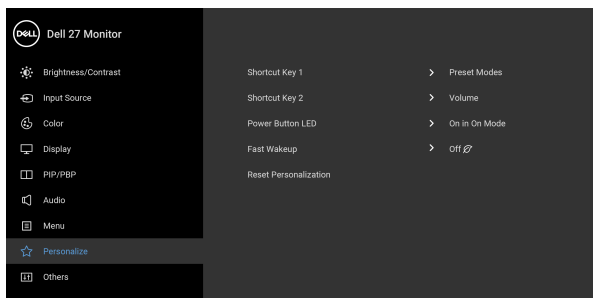 DELL Dell 27 Monitor
Brightness/Contrast
Input Source
Color
Display
PIP/PBP
Audio
Menu
Personalize
Others
Shortcut Key 1 > Preset Modes
Shortcut Key 2 > Volume
Power Button LED > On in On Mode
Fast Wakeup > Off
Reset Personalization